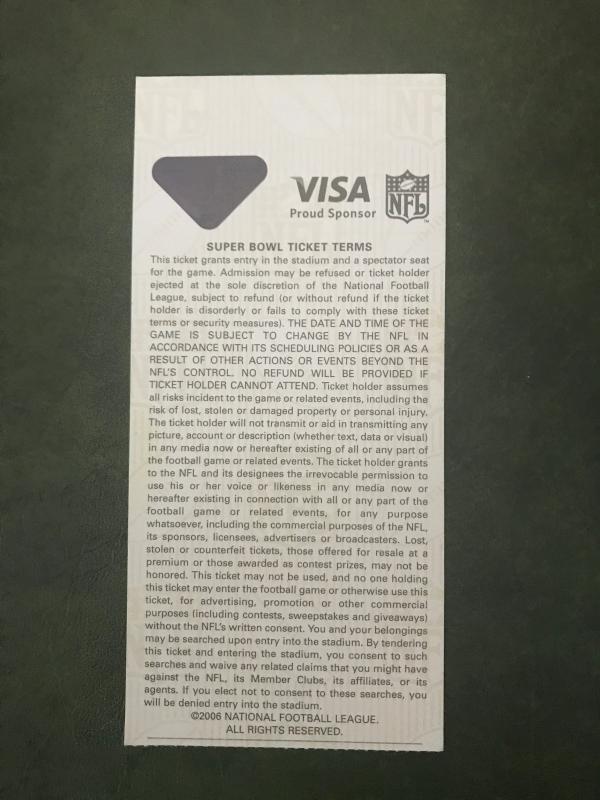 NFL
NF
VISA
Proud Sponsor
NFL
TM
SUPER BOWL TICKET TERMS
This ticket grants entry in the stadium and a spectator seat
for the game. Admission may be refused or ticket holder
ejected at the sole discretion of the National Football
League, subject to refund (or without refund if the ticket
holder is disorderly or fails to comply with these ticket
terms or security measures). THE DATE AND TIME OF THE
GAME IS SUBJECT TO CHANGE BY THE NFL IN
ACCORDANCE WITH ITS SCHEDULING POLICIES OR AS A
RESULT OF OTHER ACTIONS OR EVENTS BEYOND THE
NFL'S CONTROL. NO REFUND WILL BE PROVIDED IF
TICKET HOLDER CANNOT ATTEND. Ticket holder assumes
all risks incident to the game or related events, including the
risk of lost, stolen or damaged property or personal injury.
The ticket holder will not transmit or aid in transmitting any
picture, account or description (whether text, data or visual)
in any media now or hereafter existing of all or any part of
the football game or related events. The ticket holder grants
to the NFL and its designees the irrevocable permission to
use his or her voice or likeness in any media now or
hereafter existing in connection with all or any part of the
football game or related events, for any purpose
whatsoever, including the commercial purposes of the NFL,
its sponsors, licensees, advertisers or broadcasters. Lost,
stolen or counterfeit tickets, those offered for resale at a
premium or those awarded as contest prizes, may not be
honored. This ticket may not be used, and no one holding
this ticket may enter the football game or otherwise use this
ticket, for advertising, promotion or other commercial
purposes (including contests, sweepstakes and giveaways)
without the NFL's written consent. You and your belongings
may be searched upon entry into the stadium. By tendering
this ticket and entering the stadium, you consent to such
searches and waive any related claims that you might have
against the NFL, its Member Clubs, its affiliates, or its
agents. If you elect not to consent to these searches, you
will be denied entry into the stadium.
©2006 NATIONAL FOOTBALL LEAGUE.
ALL RIGHTS RESERVED.